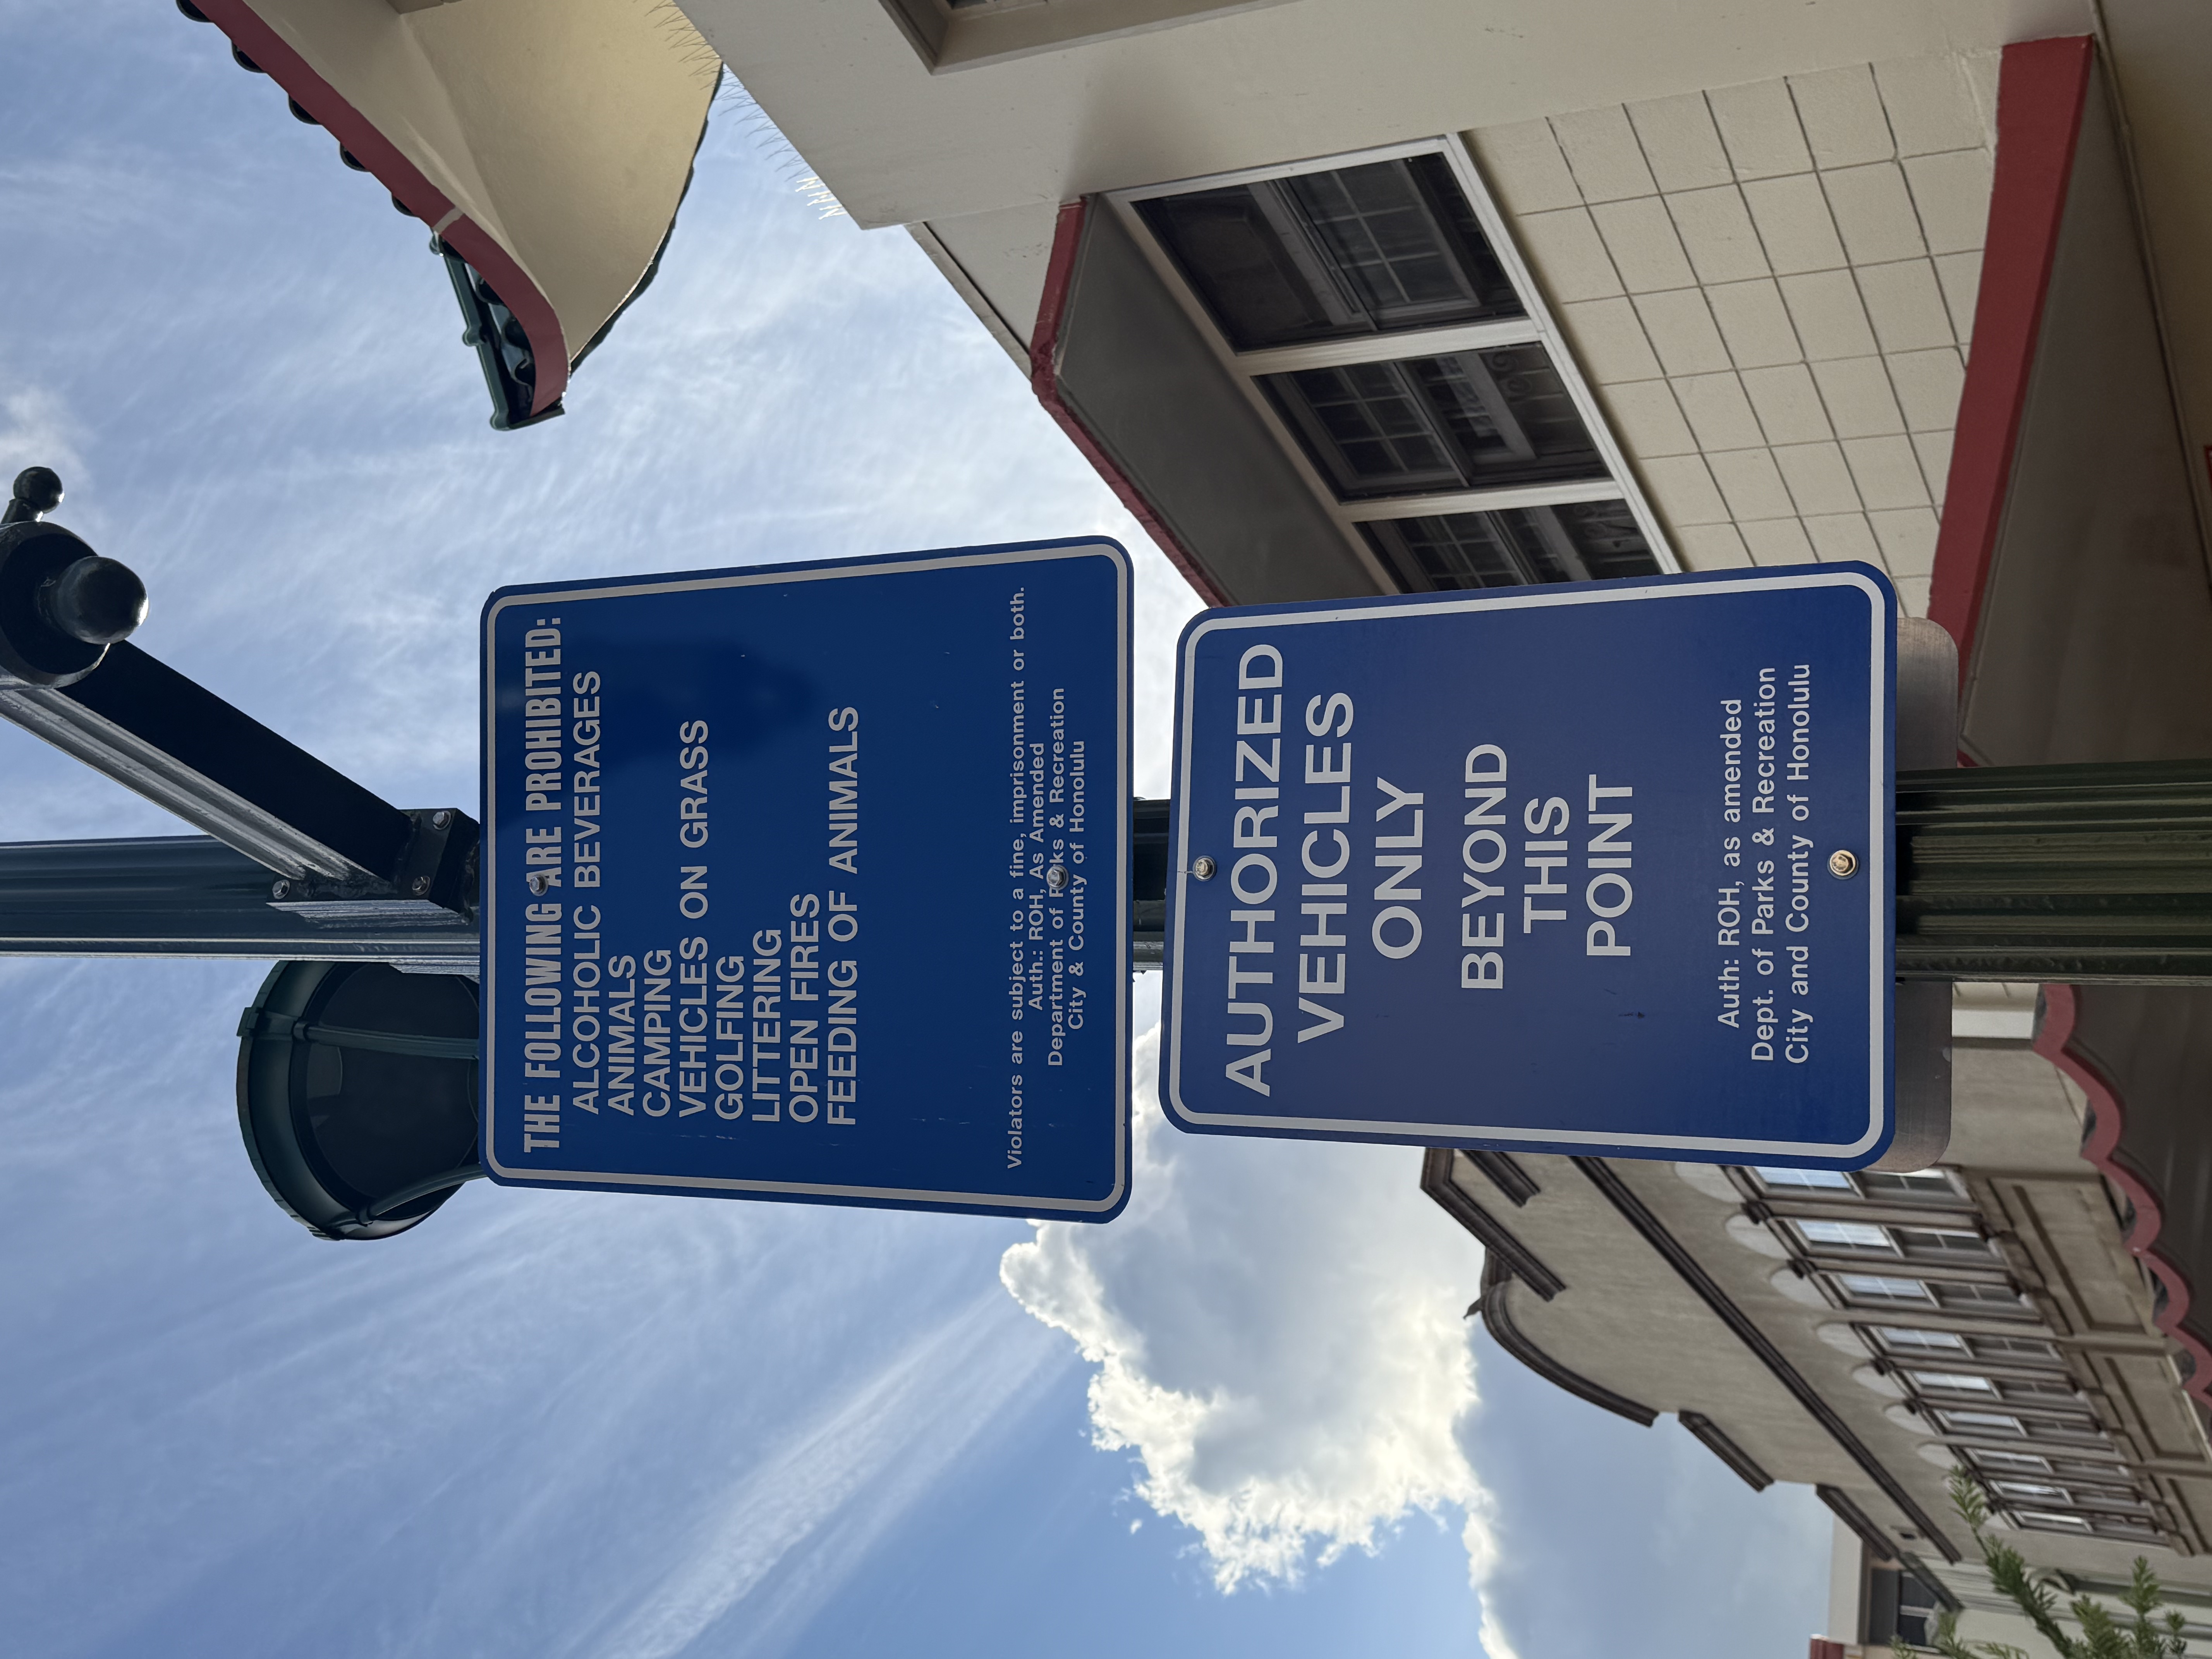 THE FOLLOWING ARE PROHIBITED:
ALCOHOLIC BEVERAGES
ANIMALS
CAMPING
VEHICLES ON GRASS
GOLFING
LITTERING
OPEN FIRES
FEEDING OF ANIMALS
Violators are subject to a fine, imprisonment or both.
Auth.: ROH, As Amended
Department of Parks & Recreation
City & County of Honolulu
AUTHORIZED
VEHICLES
ONLY
BEYOND
THIS
POINT
Auth: ROH, as amended
Dept. of Parks & Recreation
City and County of Honolulu